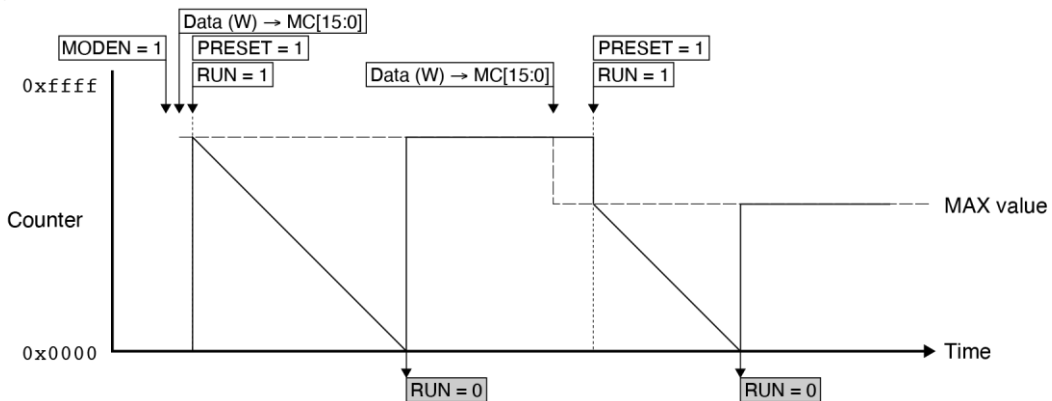 Data (W) → MC[15:0]
MODEN = 1
PRESET = 1
RUN = 1
PRESET = 1
Data (W) → MC[15:0]
RUN = 1
0xffff
Counter
MAX value
0x0000
Time
RUN = 0
RUN = 0